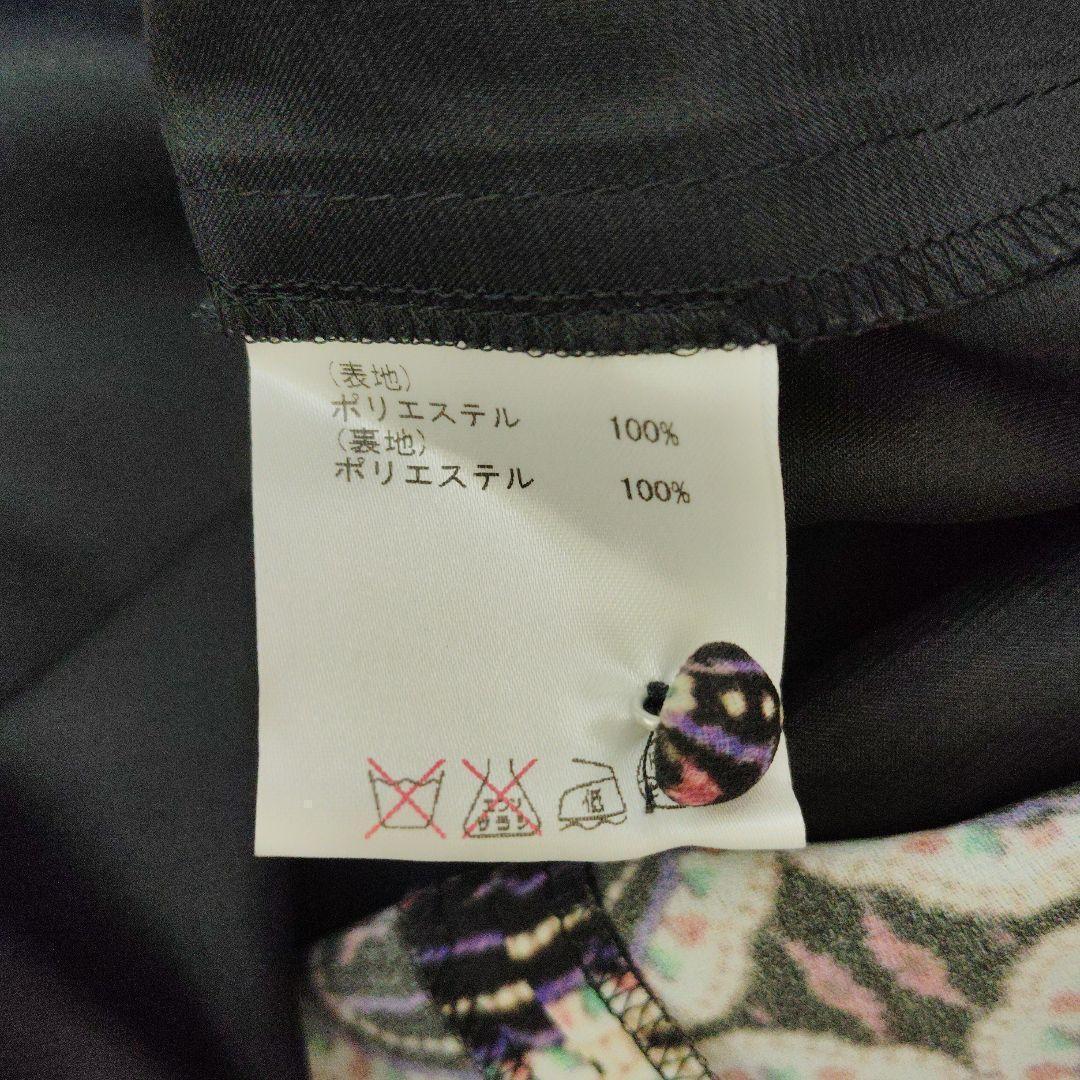 (表地)
ポリエステル 100%
(裏地)
ポリエステル 100%
エンソ
サラシ
低